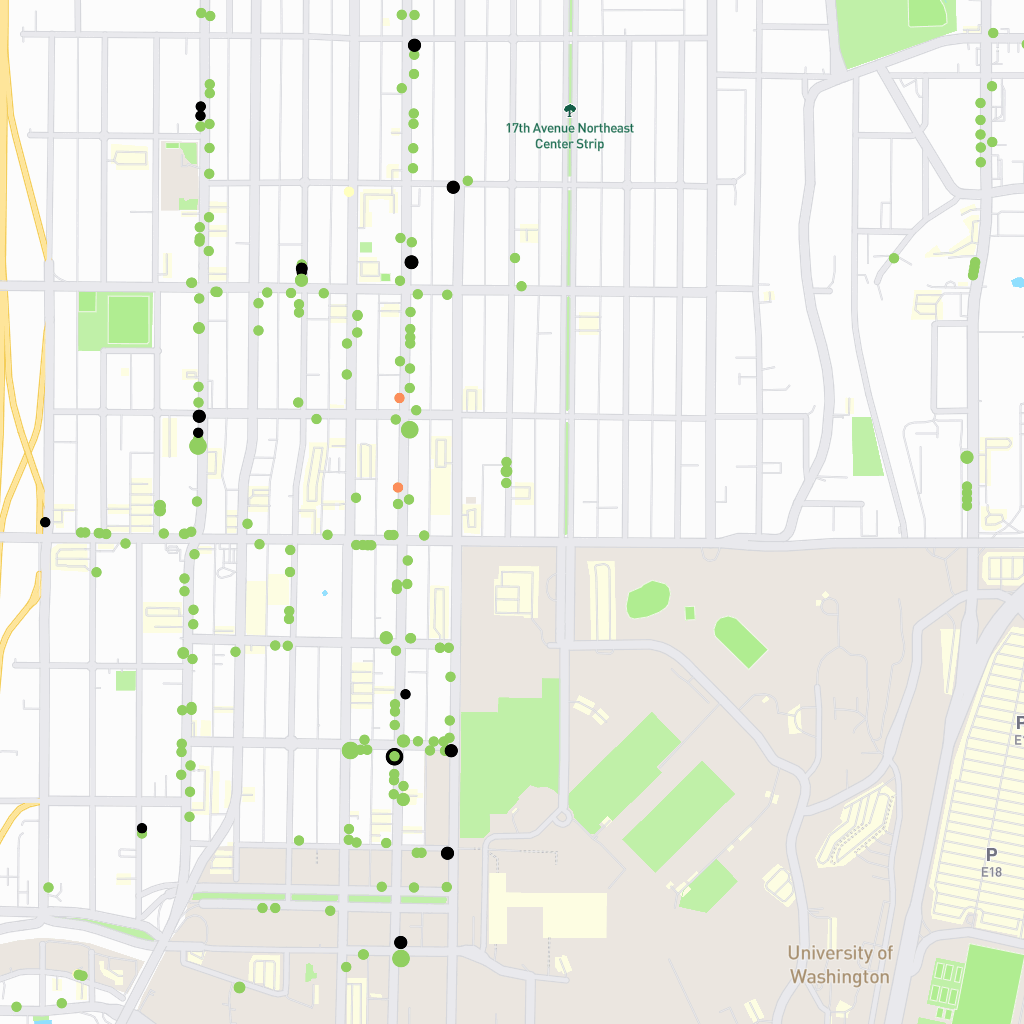 17th Avenue Northeast
Center Strip
P
E1
P
E18
University of
Washington